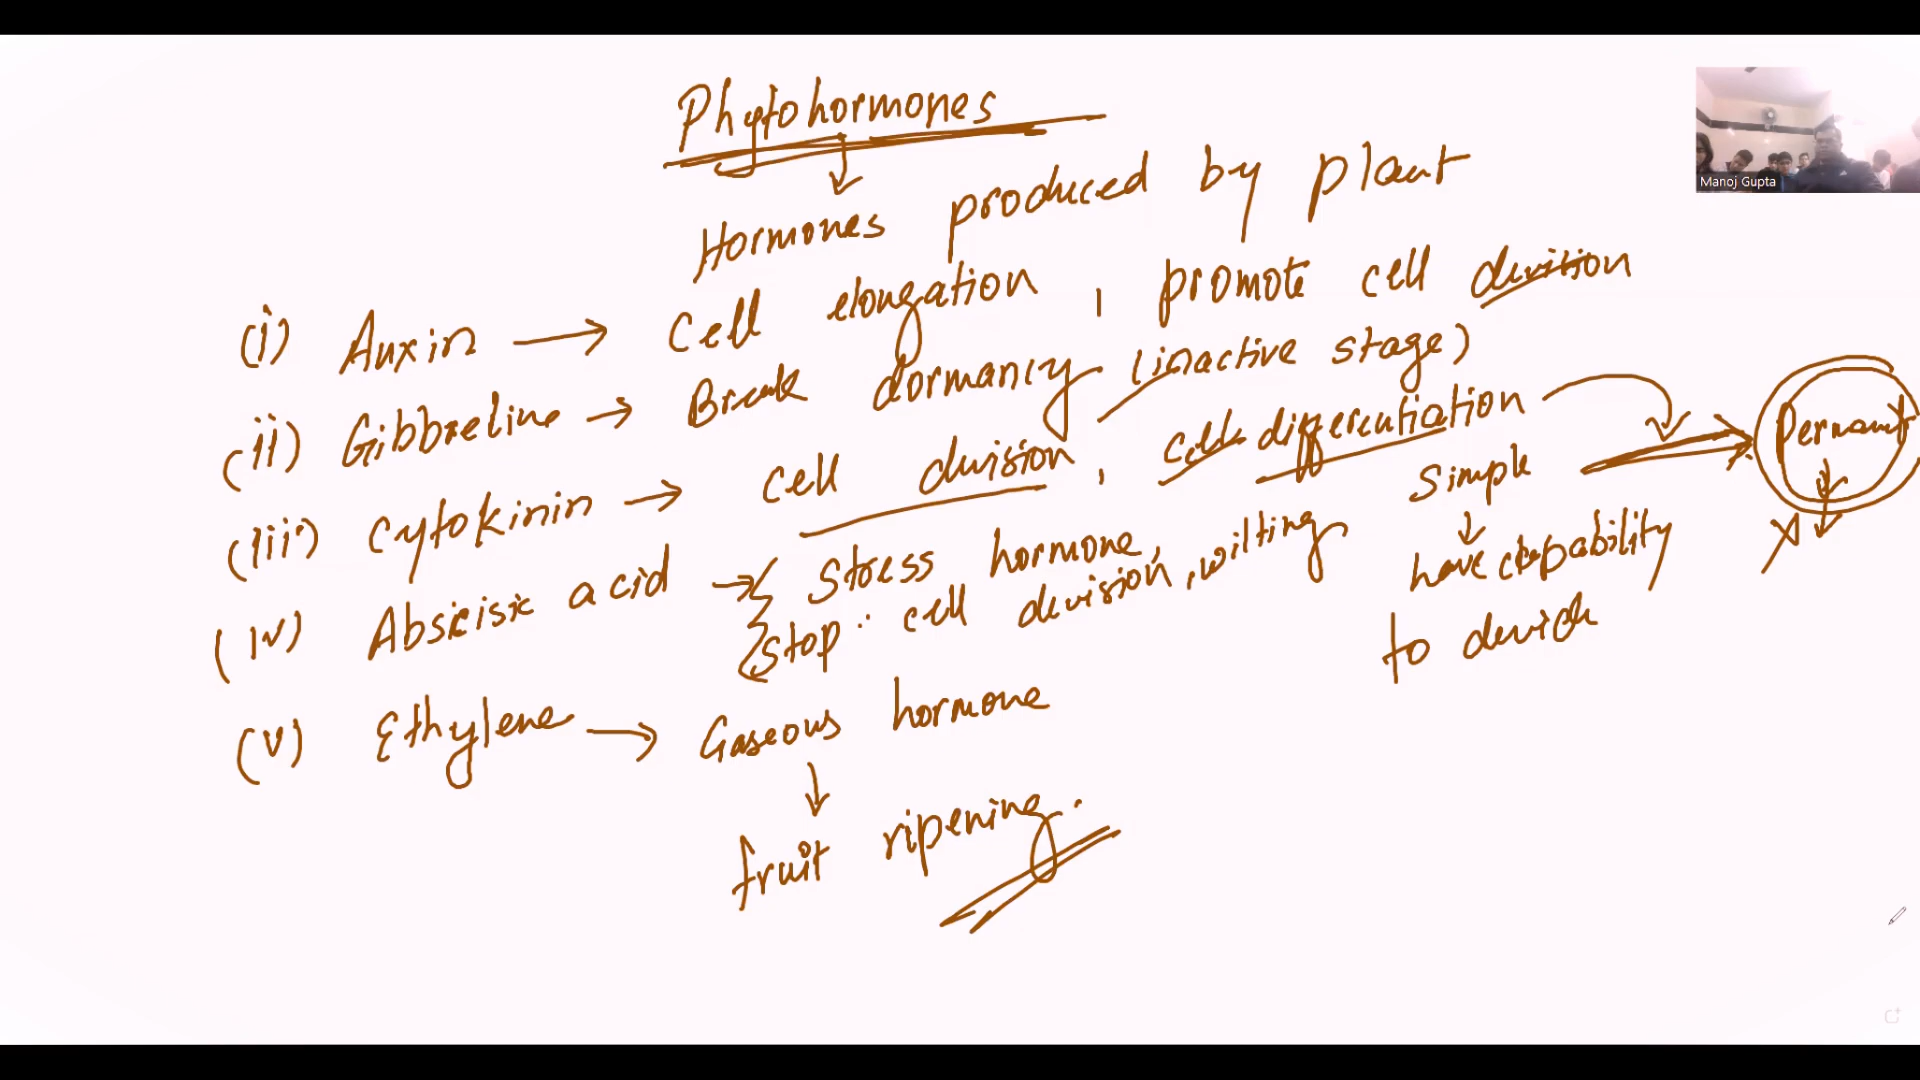 Phytohormones
Hormones produced by plant
(i) Auxin → Cell elongation, promote cell division
(ii) Gibbreline → Break dormancy (inactive stage)
(iii) Cytokinin → cell division, cell differentiation
Simple → Permanent
↓
have capability
to devide
(iv) Absicisic acid → Stress hormone,
Stop cell division, wilting
(v) Ethylene → Gaseous hormone
↓
fruit ripening.
Manoj Gupta